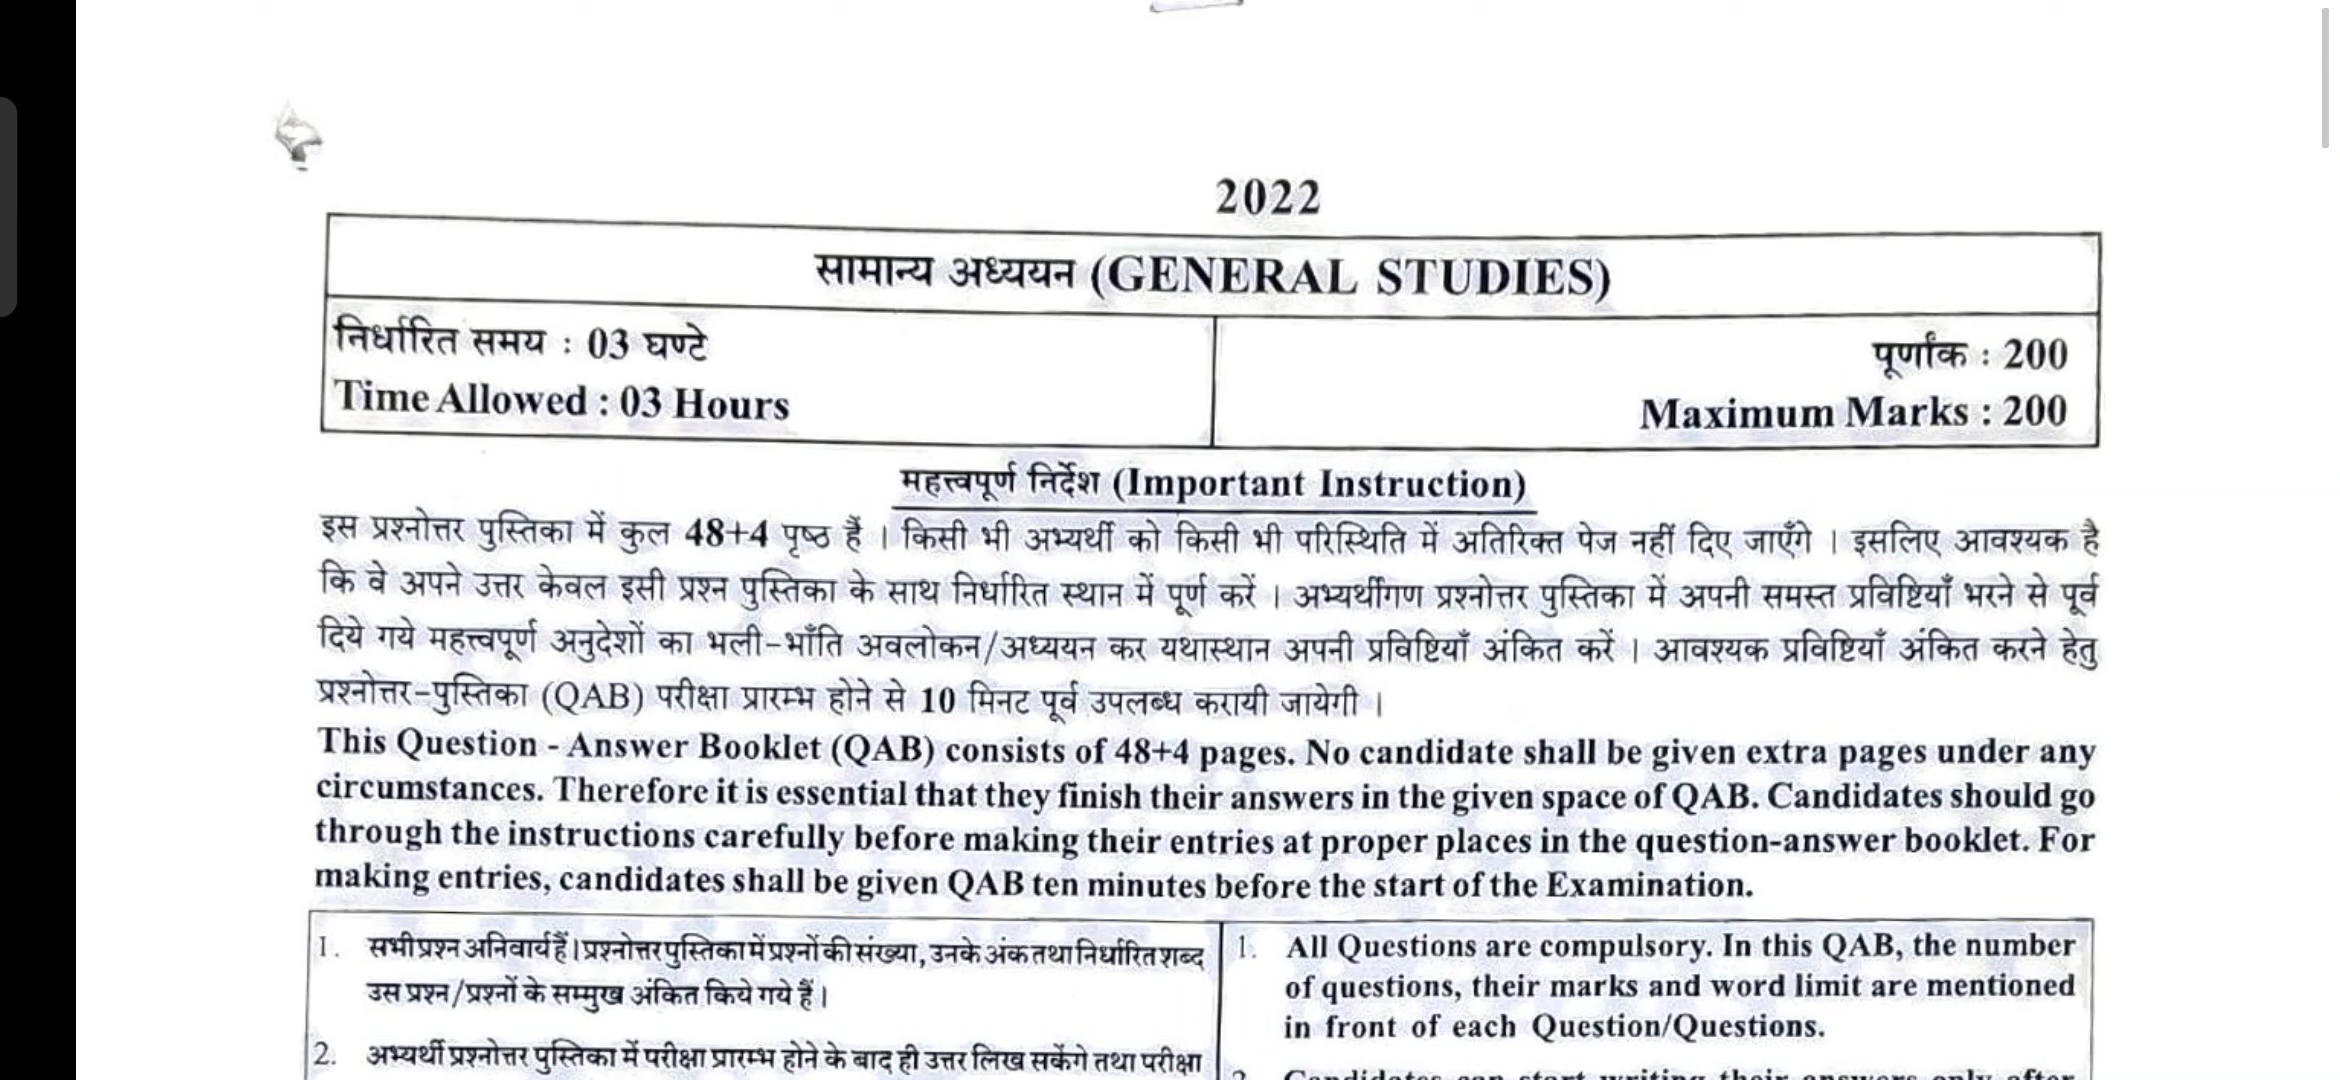 2022
सामान्य अध्ययन (GENERAL STUDIES)
निर्धारित समय : 03 घण्टे
Time Allowed : 03 Hours
पूर्णांक : 200
Maximum Marks : 200
महत्त्वपूर्ण निर्देश (Important Instruction)
इस प्रश्नोत्तर पुस्तिका में कुल 48+4 पृष्ठ हैं । किसी भी अभ्यर्थी को किसी भी परिस्थिति में अतिरिक्त पेज नहीं दिए जाएँगे । इसलिए आवश्यक है
कि वे अपने उत्तर केवल इसी प्रश्न पुस्तिका के साथ निर्धारित स्थान में पूर्ण करें । अभ्यर्थीगण प्रश्नोत्तर पुस्तिका में अपनी समस्त प्रविष्टियाँ भरने से पूर्व
दिये गये महत्त्वपूर्ण अनुदेशों का भली-भाँति अवलोकन/अध्ययन कर यथास्थान अपनी प्रविष्टियाँ अंकित करें । आवश्यक प्रविष्टियाँ अंकित करने हेतु
प्रश्नोत्तर-पुस्तिका (QAB) परीक्षा प्रारम्भ होने से 10 मिनट पूर्व उपलब्ध करायी जायेगी ।
This Question - Answer Booklet (QAB) consists of 48+4 pages. No candidate shall be given extra pages under any
circumstances. Therefore it is essential that they finish their answers in the given space of QAB. Candidates should go
through the instructions carefully before making their entries at proper places in the question-answer booklet. For
making entries, candidates shall be given QAB ten minutes before the start of the Examination.
1. सभी प्रश्न अनिवार्य हैं। प्रश्नोत्तर पुस्तिका में प्रश्नों की संख्या, उनके अंक तथा निर्धारित शब्द
उस प्रश्न/प्रश्नों के सम्मुख अंकित किये गये हैं।
2. अभ्यर्थी प्रश्नोत्तर पुस्तिका में परीक्षा प्रारम्भ होने के बाद ही उत्तर लिख सकेंगे तथा परीक्षा
1. All Questions are compulsory. In this QAB, the number
of questions, their marks and word limit are mentioned
in front of each Question/Questions.
2. Candidates can start writing their answers only after